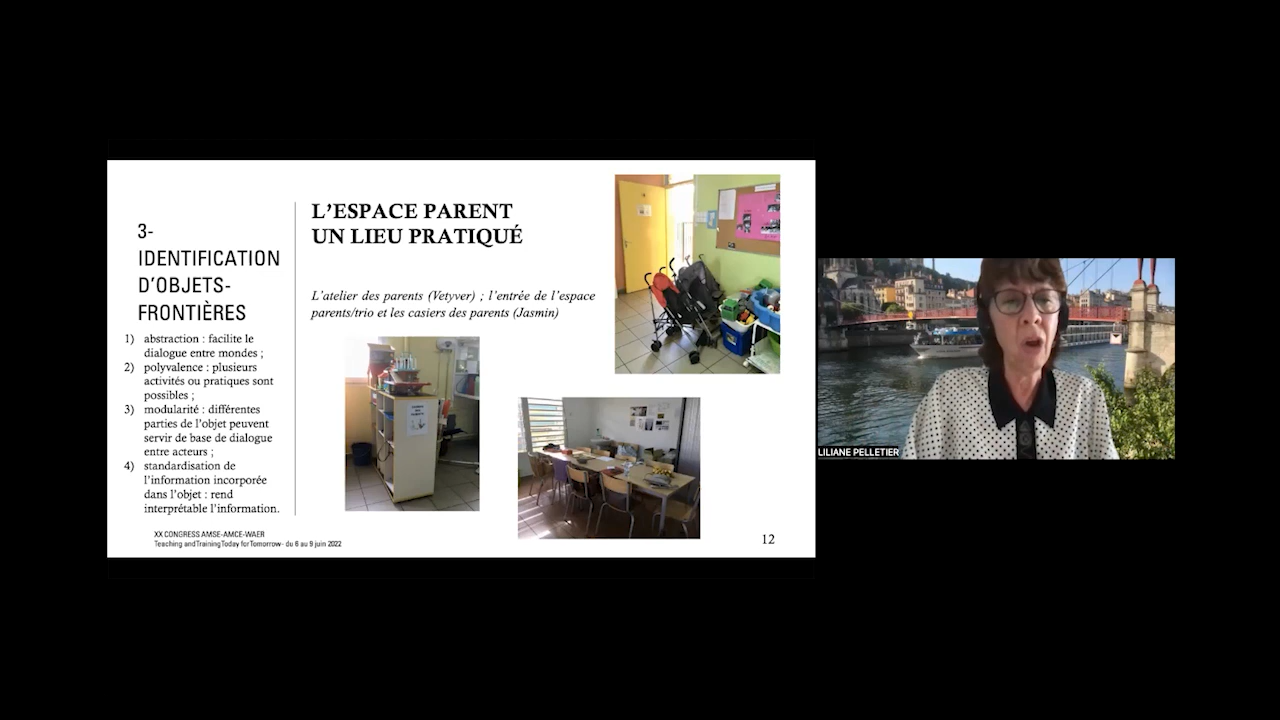 3-
IDENTIFICATION
D'OBJETS-
FRONTIÈRES
1) abstraction : facilite le
dialogue entre mondes ;
2) polyvalence : plusieurs
activités ou pratiques sont
possibles ;
3) modularité : différentes
parties de l'objet peuvent
servir de base de dialogue
entre acteurs ;
4) standardisation de
l'information incorporée
dans l'objet : rend
interprétable l'information.
L'ESPACE PARENT
UN LIEU PRATIQUÉ
L'atelier des parents (Vetyver) ; l'entrée de l'espace
parents/trio et les casiers des parents (Jasmin)
XX CONGRESS AMSE-AMCE-WAER
Teaching and Training Today for Tomorrow - du 6 au 9 juin 2022
12
LILIANE PELLETIER